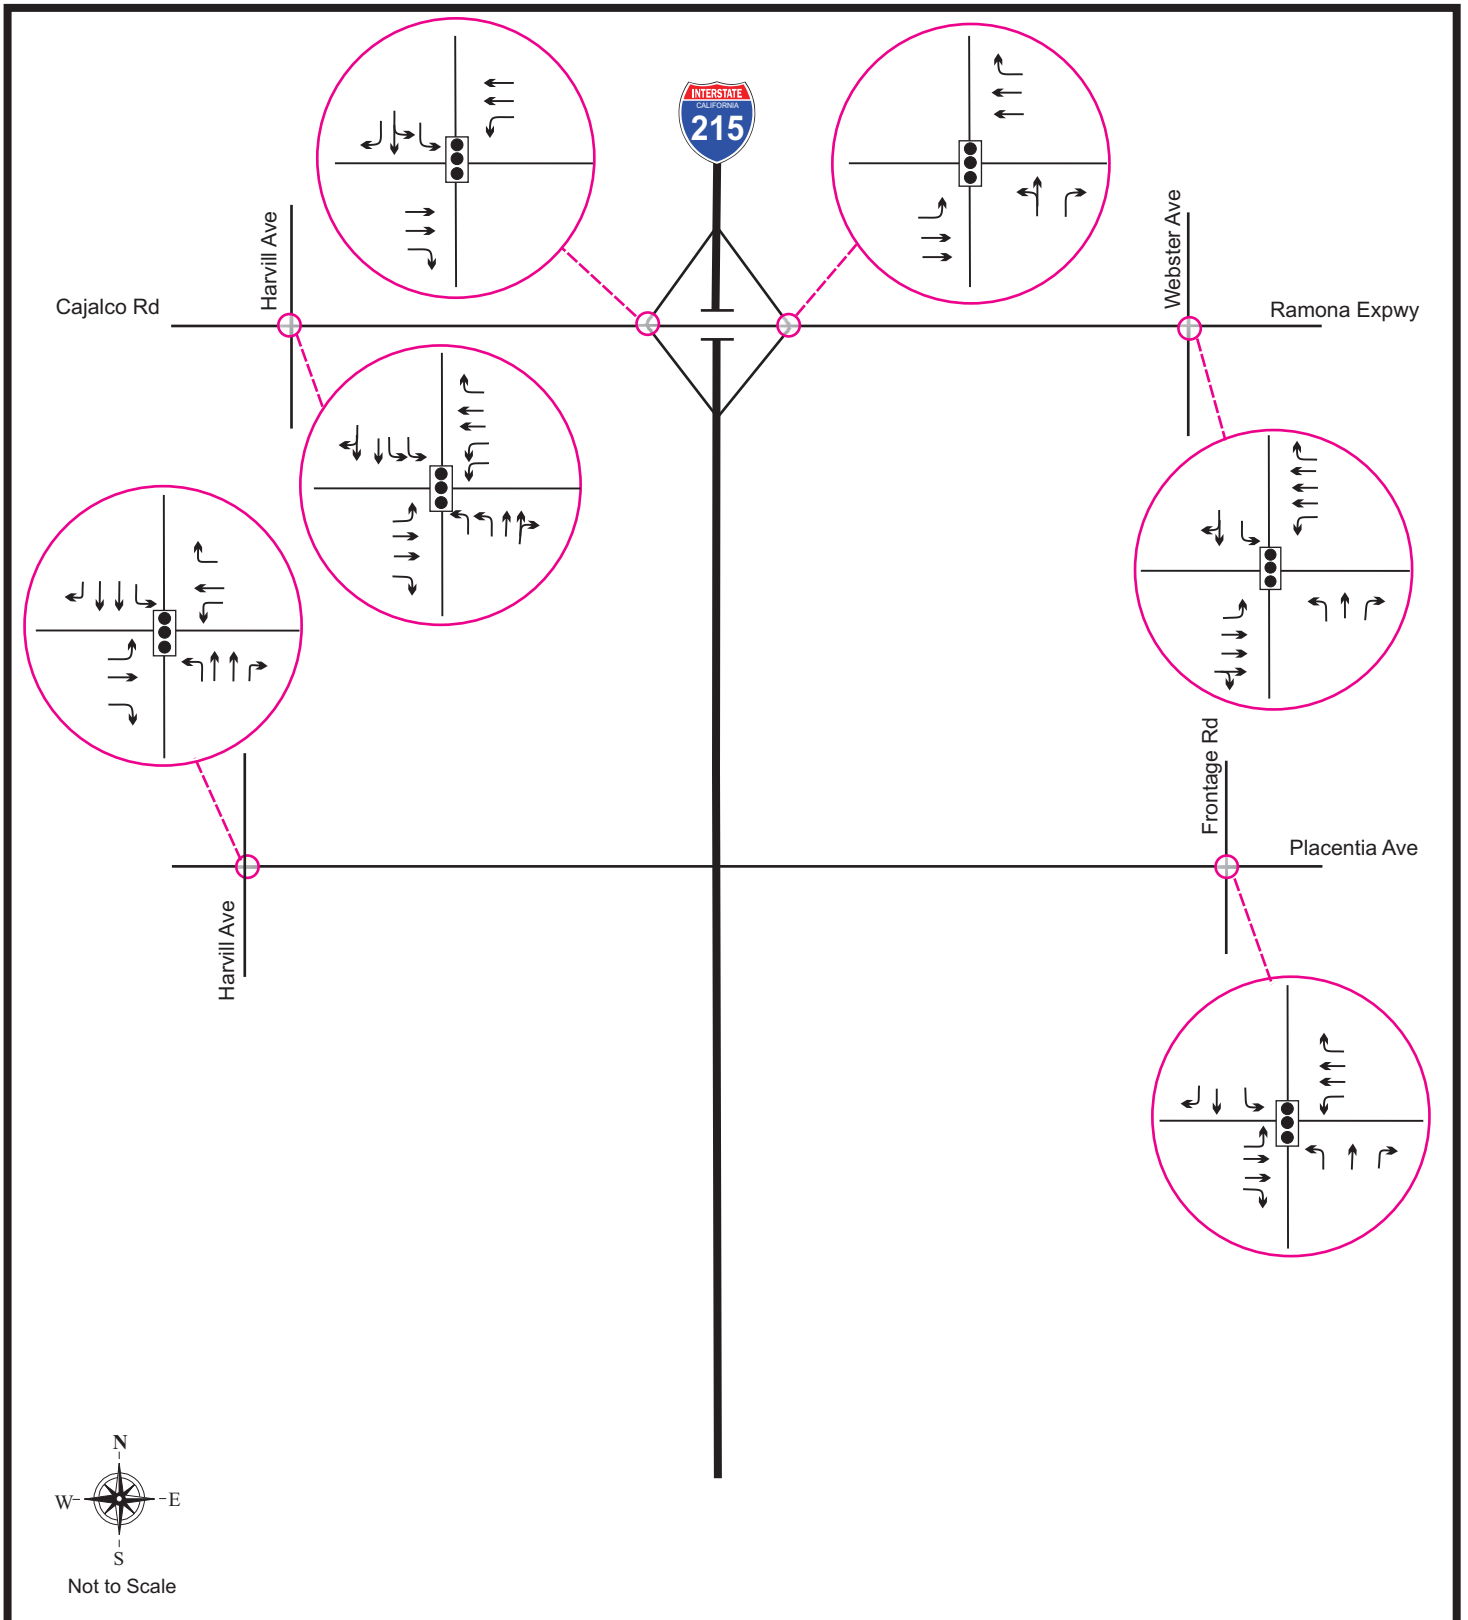 INTERSTATE
CALIFORNIA
215
Harvill Ave
Webster Ave
Cajalco Rd
Ramona Expwy
Frontage Rd
Placentia Ave
Harvill Ave
N
W
E
S
Not to Scale